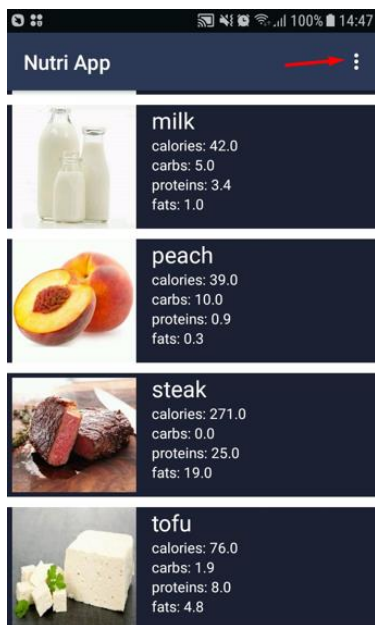 100% 14:47
Nutri App
milk
calories: 42.0
carbs: 5.0
proteins: 3.4
fats: 1.0
peach
calories: 39.0
carbs: 10.0
proteins: 0.9
fats: 0.3
steak
calories: 271.0
carbs: 0.0
proteins: 25.0
fats: 19.0
tofu
calories: 76.0
carbs: 1.9
proteins: 8.0
fats: 4.8